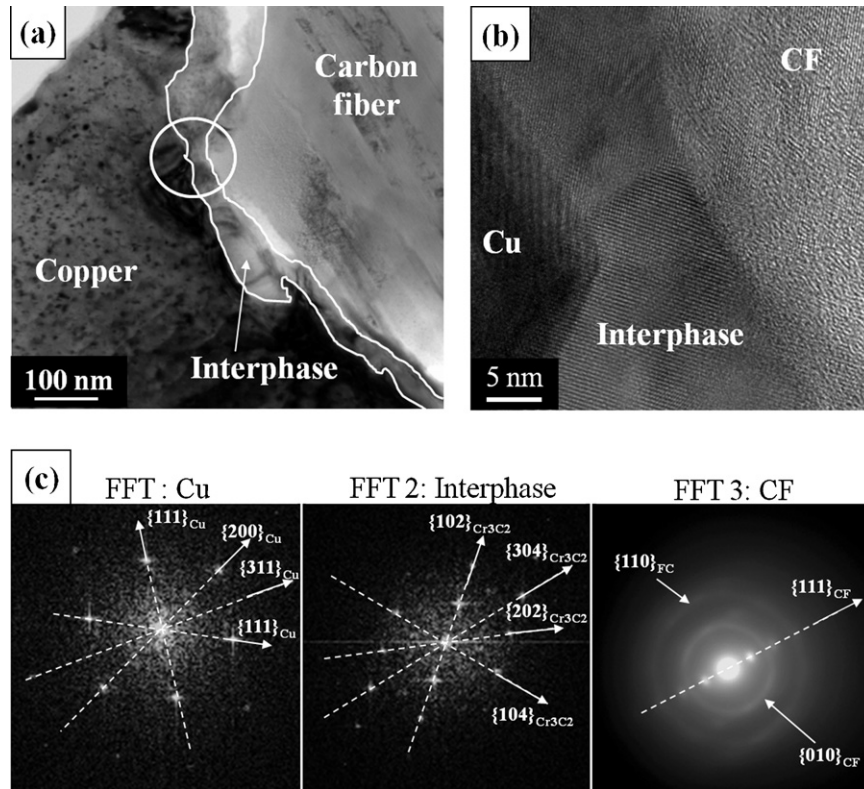 (a)
Carbon
fiber
Copper
Interphase
100 nm
(b)
CF
Cu
Interphase
5 nm
(c)
FFT : Cu
{111}Cu
{200}Cu
{311}Cu
{111}Cu
FFT 2: Interphase
{102}Cr3C2
{304}Cr3C2
{202}Cr3C2
{104}Cr3C2
FFT 3: CF
{110}FC
{111}CF
{010}CF